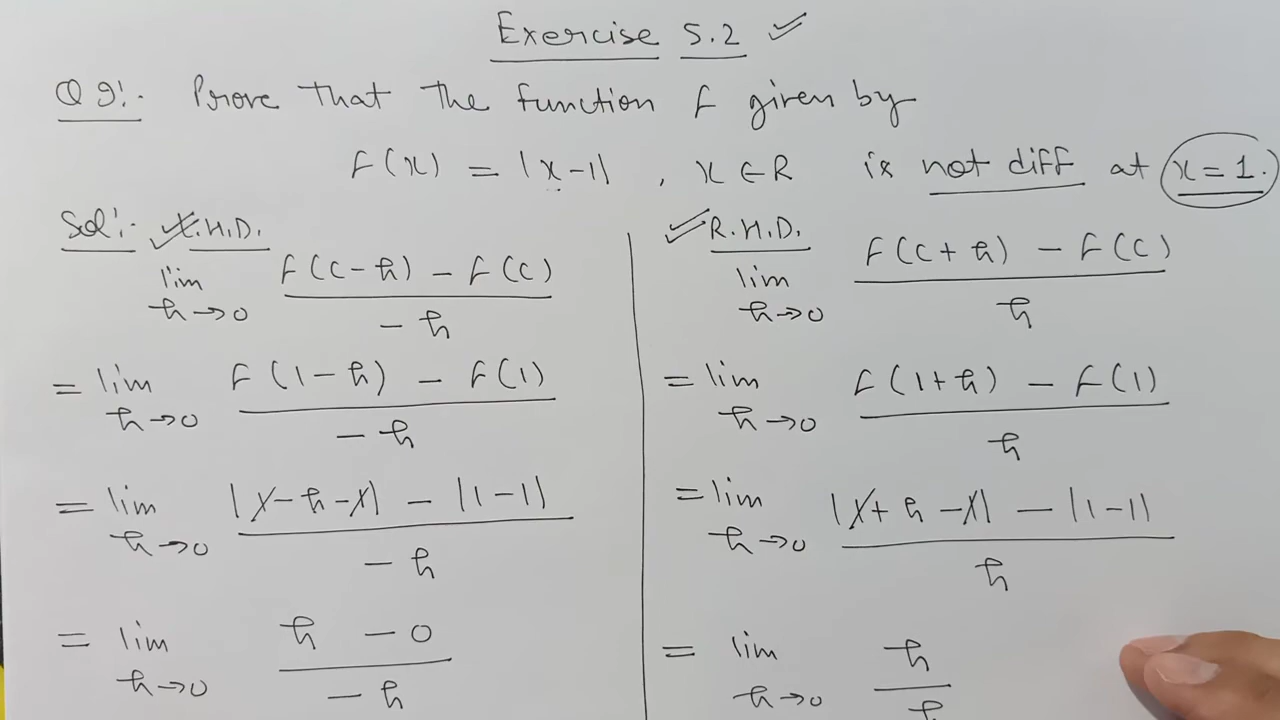 Exercise 5.2
Q 9:- Prove that the function f given by
f(x) = |x-1| , x ∈ R is not diff at x = 1.
Sol:- L.H.D.
lim h→0 f(c-h) - f(c) / -h
= lim h→0 f(1-h) - f(1) / -h
= lim h→0 |1-h-1| - |1-1| / -h
= lim h→0 h - 0 / -h
R.H.D.
lim h→0 f(c+h) - f(c) / h
= lim h→0 f(1+h) - f(1) / h
= lim h→0 |1+h-1| - |1-1| / h
= lim h→0 h / h